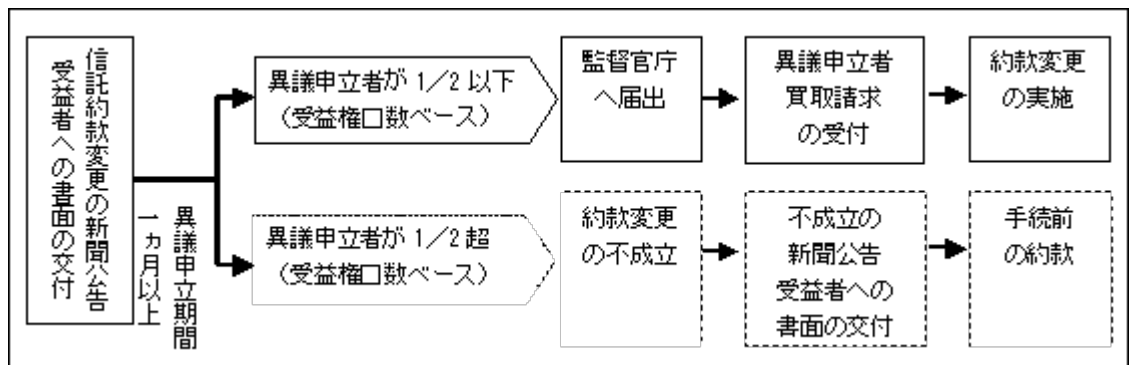 信託約款変更の新聞公告
受益者への書面の交付
異議申立期間
一ヵ月以上
異議申立者が1／2以下
（受益権口数ベース）
監督官庁
へ届出
異議申立者
買取請求
の受付
約款変更
の実施
異議申立者が1／2超
（受益権口数ベース）
約款変更
の不成立
不成立の
新聞公告
受益者への
書面の交付
手続前
の約款